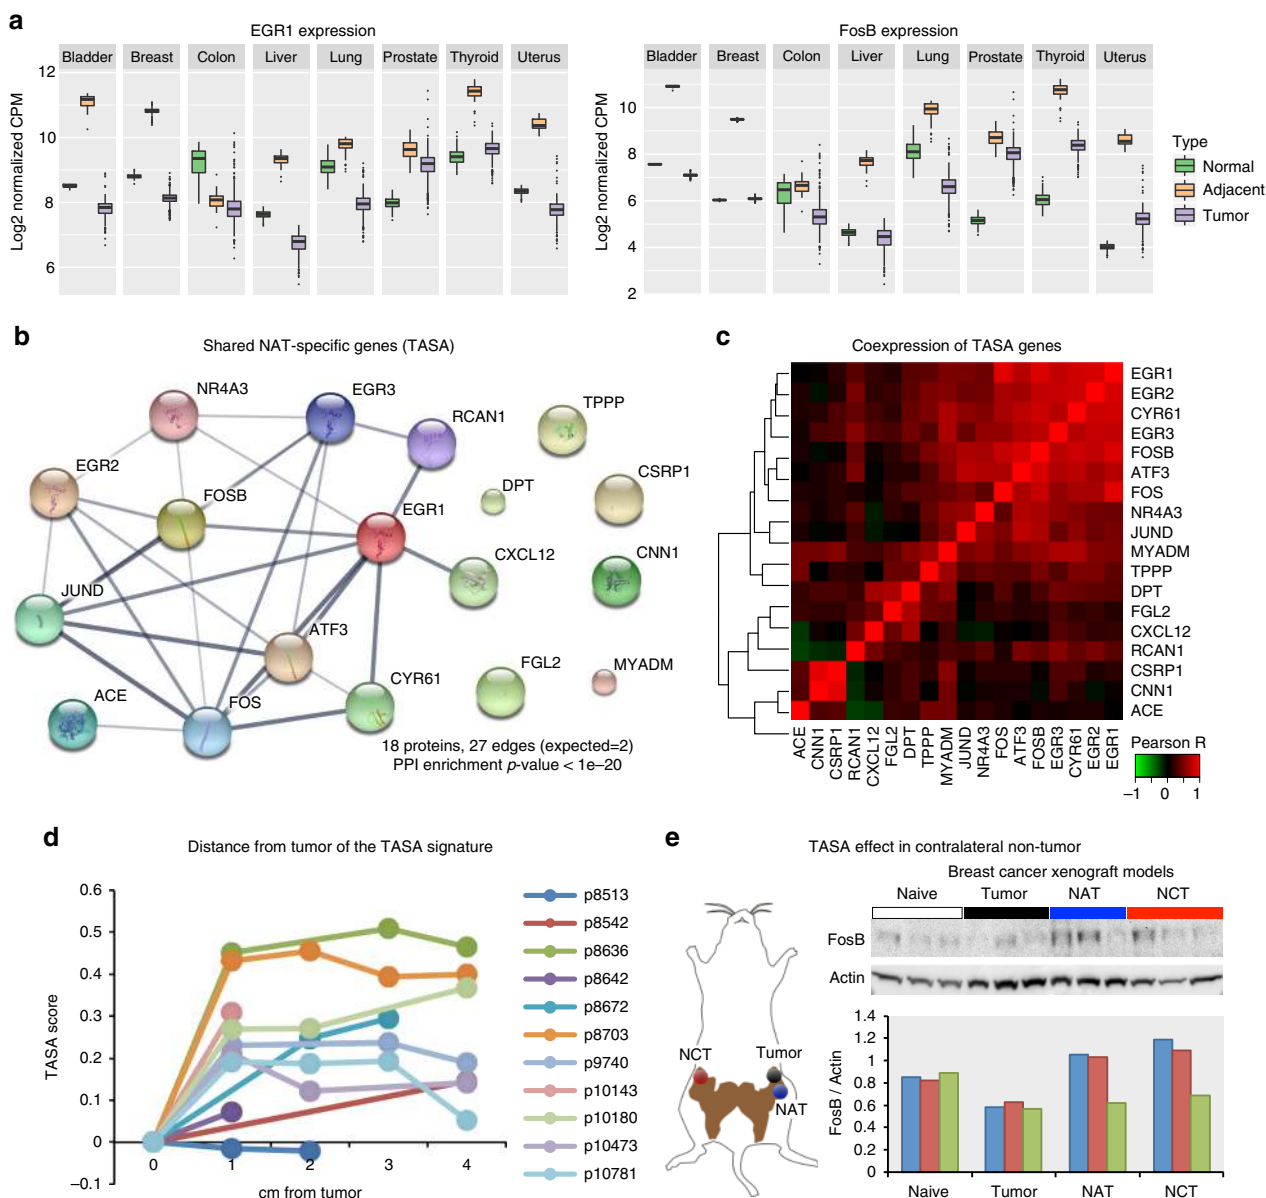 a
EGR1 expression
Bladder Breast Colon Liver Lung Prostate Thyroid Uterus
Log2 normalized CPM
12
10
8
6
FosB expression
Bladder Breast Colon Liver Lung Prostate Thyroid Uterus
Log2 normalized CPM
10
8
6
4
2
Type
Normal
Adjacent
Tumor
b
Shared NAT-specific genes (TASA)
NR4A3
EGR3
RCAN1
TPPP
EGR2
FOSB
DPT
CSRP1
EGR1
CXCL12
CNN1
JUND
ATF3
FGL2
MYADM
ACE
FOS
CYR61
18 proteins, 27 edges (expected=2)
PPI enrichment p-value < 1e–20
c
Coexpression of TASA genes
EGR1
EGR2
CYR61
EGR3
FOSB
ATF3
FOS
NR4A3
JUND
MYADM
TPPP
DPT
FGL2
CXCL12
RCAN1
CSRP1
CNN1
ACE
ACE CNN1 CSRP1 RCAN1 CXCL12 FGL2 DPT TPPP MYADM JUND NR4A3 FOS ATF3 FOSB EGR3 CYR61 EGR2 EGR1
Pearson R
–1 0 1
d
Distance from tumor of the TASA signature
TASA score
0.6
0.5
0.4
0.3
0.2
0.1
0
–0.1
0 1 2 3 4
cm from tumor
p8513
p8542
p8636
p8642
p8672
p8703
p9740
p10143
p10180
p10473
p10781
e
TASA effect in contralateral non-tumor
Breast cancer xenograft models
Naive Tumor NAT NCT
FosB
Actin
NCT
Tumor
NAT
FosB / Actin
1.4
1.2
1
0.8
0.6
0.4
0.2
0
Naive Tumor NAT NCT